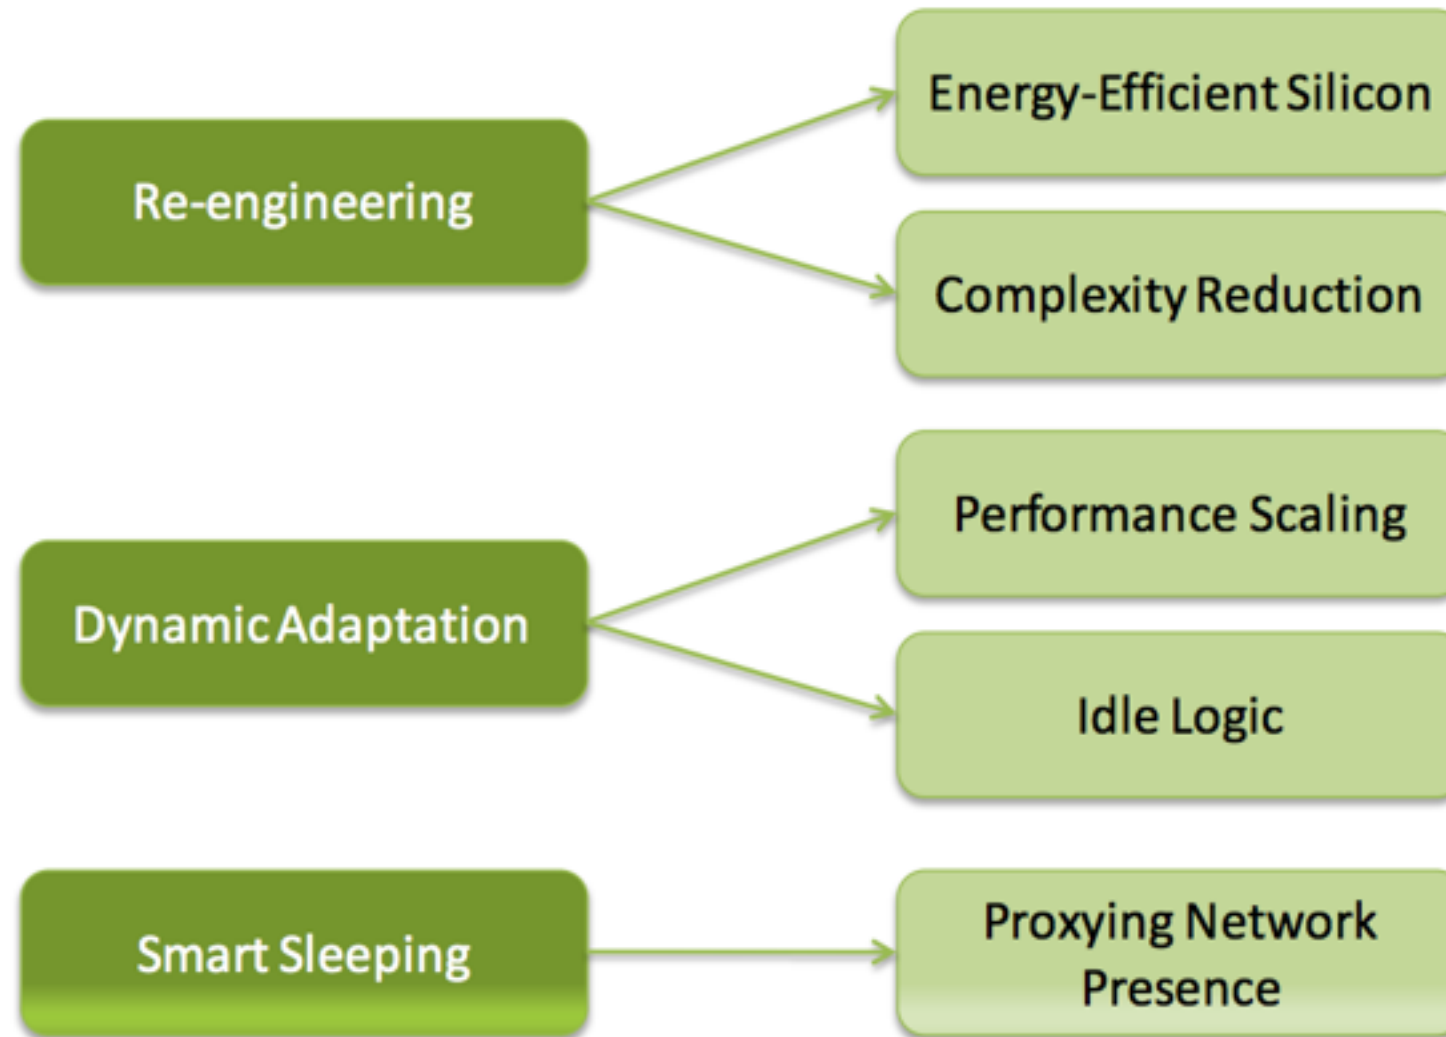 Re-engineering
Energy-Efficient Silicon
Complexity Reduction
Dynamic Adaptation
Performance Scaling
Idle Logic
Smart Sleeping
Proxying Network
Presence